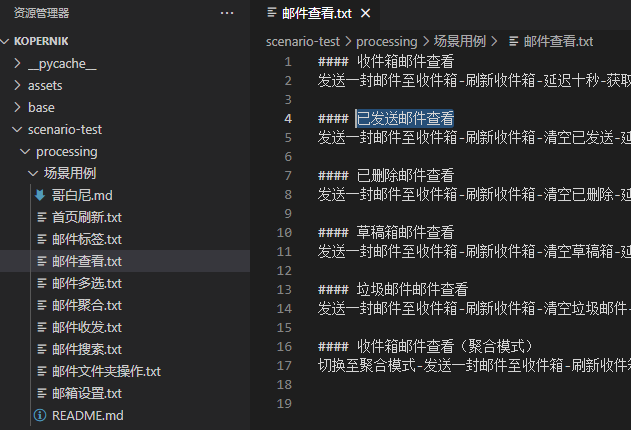 资源管理器
KOPERNIK
__pycache__
assets
base
scenario-test
processing
场景用例
哥白尼.md
首页刷新.txt
邮件标签.txt
邮件查看.txt
邮件多选.txt
邮件聚合.txt
邮件收发.txt
邮件搜索.txt
邮件文件夹操作.txt
邮箱设置.txt
README.md
邮件查看.txt
scenario-test > processing > 场景用例 > 邮件查看.txt
1 #### 收件箱邮件查看
2 发送一封邮件至收件箱-刷新收件箱-延迟十秒-获取
3
4 #### 已发送邮件查看
5 发送一封邮件至收件箱-刷新收件箱-清空已发送-延
6
7 #### 已删除邮件查看
8 发送一封邮件至收件箱-刷新收件箱-清空已删除-延
9
10 #### 草稿箱邮件查看
11 发送一封邮件至收件箱-刷新收件箱-清空草稿箱-延
12
13 #### 垃圾邮件邮件查看
14 发送一封邮件至收件箱-刷新收件箱-清空垃圾邮件-
15
16 #### 收件箱邮件查看（聚合模式）
17 切换至聚合模式-发送一封邮件至收件箱-刷新收件箱
18
19